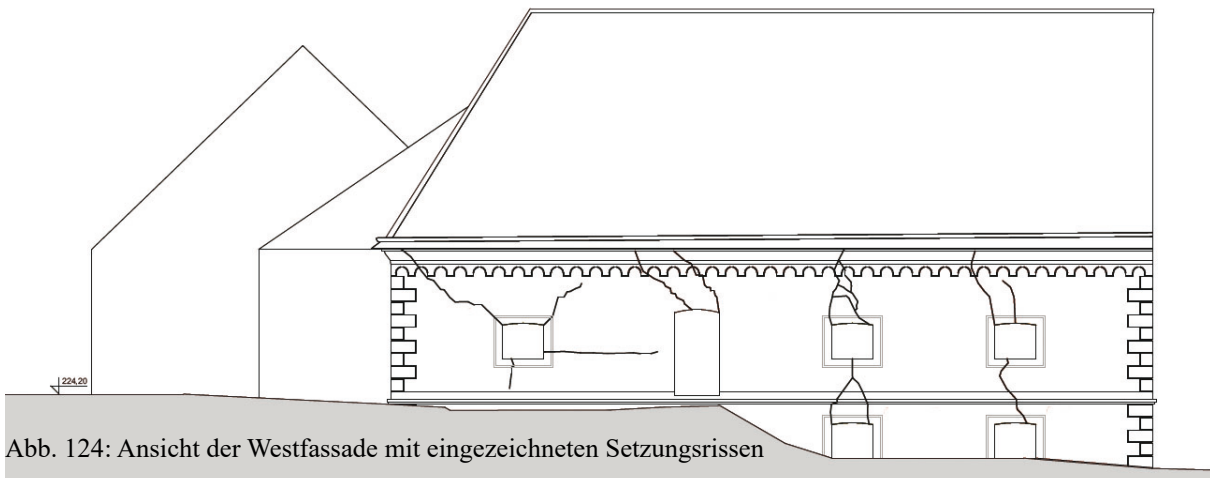 224,20
Abb. 124: Ansicht der Westfassade mit eingezeichneten Setzungsrissen